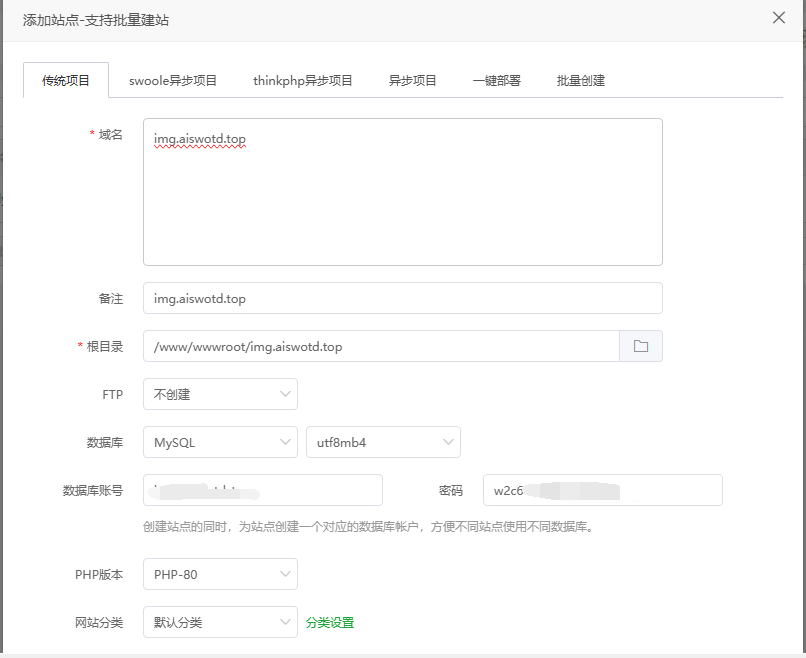 添加站点-支持批量建站
传统项目 swoole异步项目 thinkphp异步项目 异步项目 一键部署 批量创建
* 域名 img.aiswotd.top
备注 img.aiswotd.top
* 根目录 /www/wwwroot/img.aiswotd.top
FTP 不创建
数据库 MySQL utf8mb4
数据库账号 密码 w2c6
创建站点的同时，为站点创建一个对应的数据库帐户，方便不同站点使用不同数据库。
PHP版本 PHP-80
网站分类 默认分类 分类设置